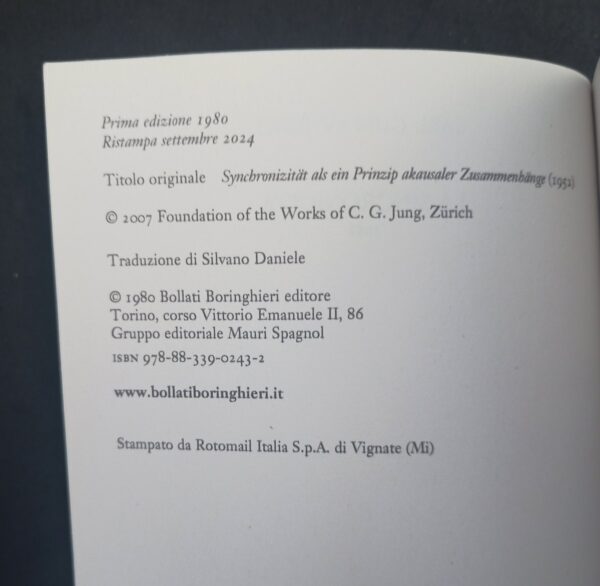 Prima edizione 1980
Ristampa settembre 2024
Titolo originale Synchronizität als ein Prinzip akausaler Zusammenhänge (1952)
© 2007 Foundation of the Works of C. G. Jung, Zürich
Traduzione di Silvano Daniele
© 1980 Bollati Boringhieri editore
Torino, corso Vittorio Emanuele II, 86
Gruppo editoriale Mauri Spagnol
ISBN 978-88-339-0243-2
www.bollatiboringhieri.it
Stampato da Rotomail Italia S.p.A. di Vignate (Mi)